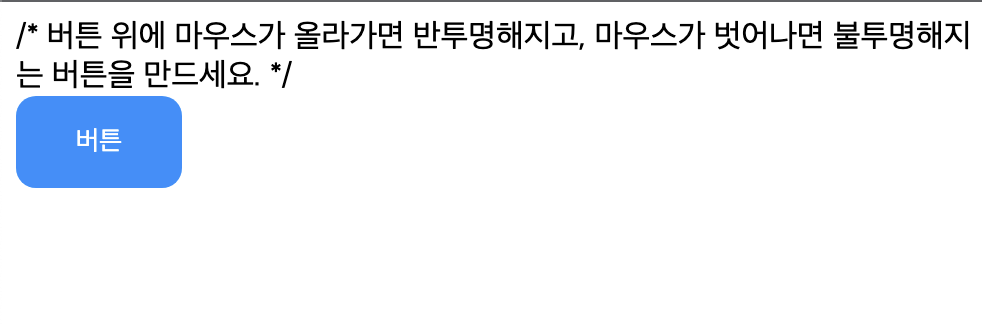 /* 버튼 위에 마우스가 올라가면 반투명해지고, 마우스가 벗어나면 불투명해지
는 버튼을 만드세요. */
버튼